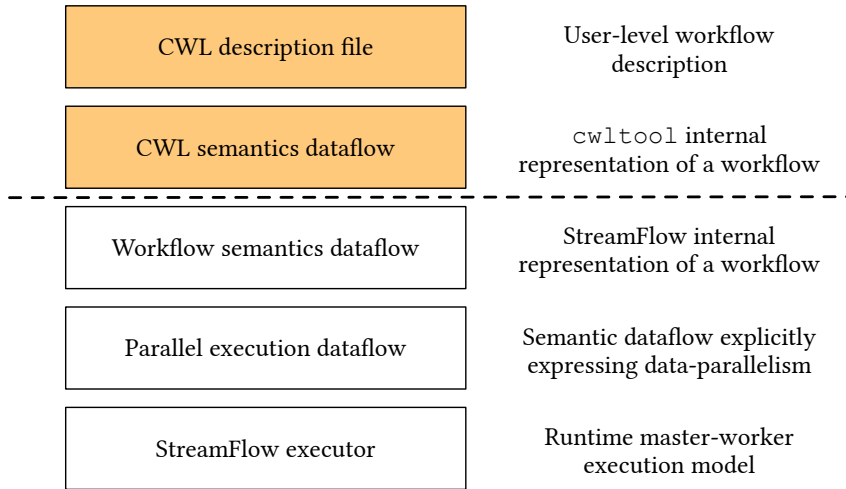 CWL description file
User-level workflow
description
CWL semantics dataflow
cwltool internal
representation of a workflow
Workflow semantics dataflow
StreamFlow internal
representation of a workflow
Parallel execution dataflow
Semantic dataflow explicitly
expressing data-parallelism
StreamFlow executor
Runtime master-worker
execution model